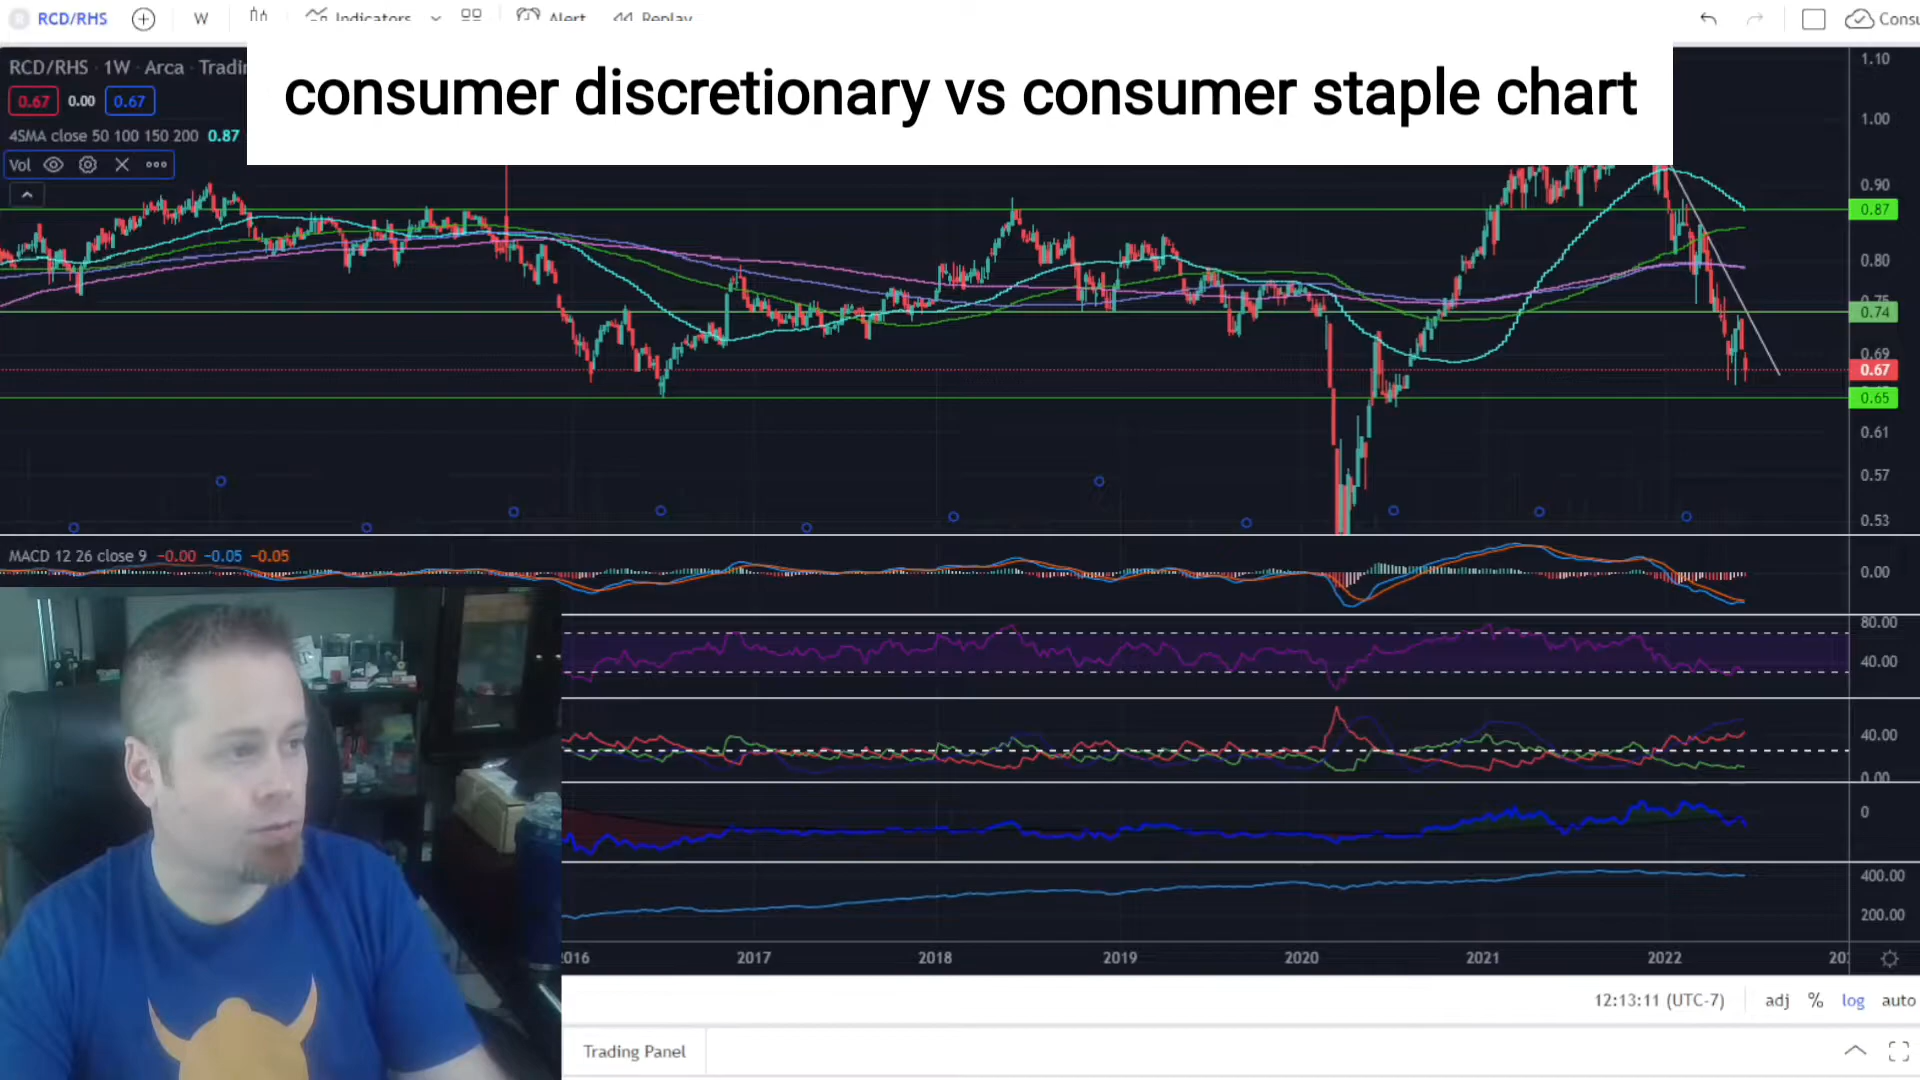 RCD/RHS W Indicators Alert Replay
RCD/RHS · 1W · Arca
consumer discretionary vs consumer staple chart
0.67 0.00 0.67
4SMA close 50 100 150 200 0.87
Vol
1.10
1.00
0.90
0.87
0.80
0.74
0.69
0.67
0.65
0.61
0.57
0.53
MACD 12 26 close 9 −0.00 −0.05 −0.05
0.00
80.00
40.00
40.00
0.00
0
400.00
200.00
2017 2018 2019 2020 2021 2022
12:13:11 (UTC-7) adj % log auto
Trading Panel